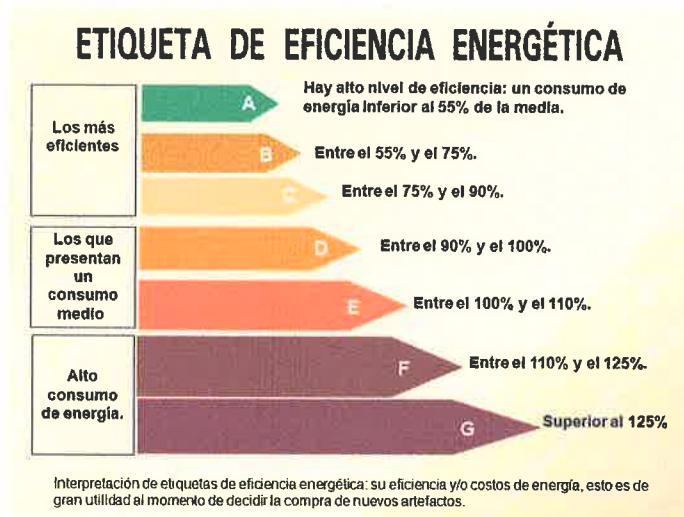 ETIQUETA DE EFICIENCIA ENERGÉTICA
Los más
eficientes
A
Hay alto nivel de eficiencia: un consumo de
energía inferior al 55% de la media.
B
Entre el 55% y el 75%.
C
Entre el 75% y el 90%.
Los que
presentan
un
consumo
medio
D
Entre el 90% y el 100%.
E
Entre el 100% y el 110%.
Alto
consumo
de energía.
F
Entre el 110% y el 125%.
G
Superior al 125%
Interpretación de etiquetas de eficiencia energética: su eficiencia y/o costos de energía, esto es de
gran utilidad al momento de decidir la compra de nuevos artefactos.